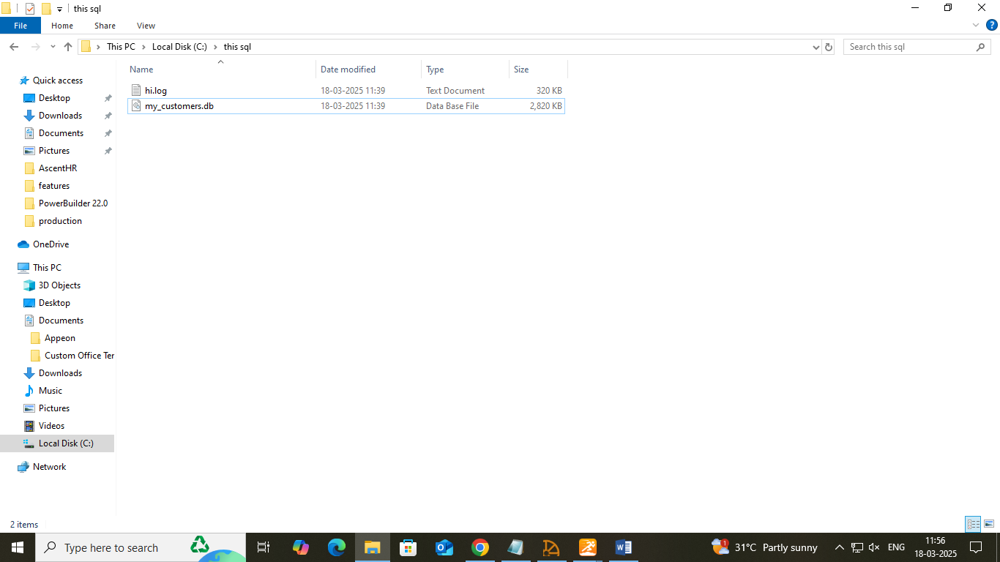 this sql
File Home Share View
This PC Local Disk (C:) this sql Search this sql
Name Date modified Type Size
hi.log 18-03-2025 11:39 Text Document 320 KB
my_customers.db 18-03-2025 11:39 Data Base File 2,820 KB
Quick access
Desktop
Downloads
Documents
Pictures
AscentHR
features
PowerBuilder 22.0
production
OneDrive
This PC
3D Objects
Desktop
Documents
Appeon
Custom Office Ter
Downloads
Music
Pictures
Videos
Local Disk (C:)
Network
2 items
Type here to search 1 31°C Partly sunny ENG 11:56
18-03-2025